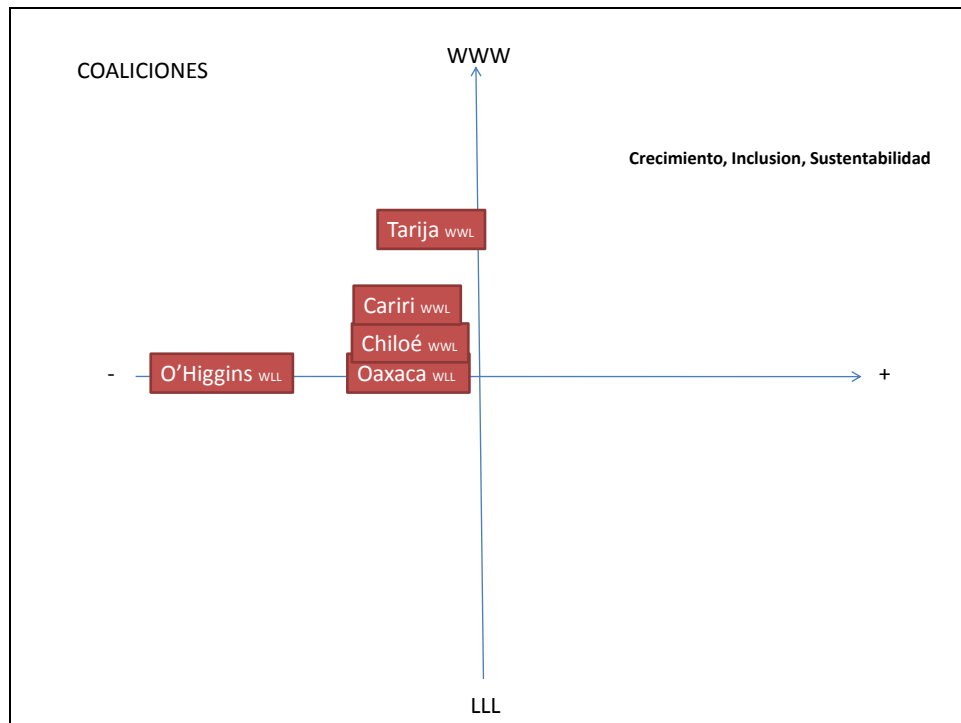 WWW
COALICIONES
Crecimiento, Inclusion, Sustentabilidad
Tarija WWL
Cariri WWL
Chiloé WWL
- O'Higgins WLL Oaxaca WLL +
LLL